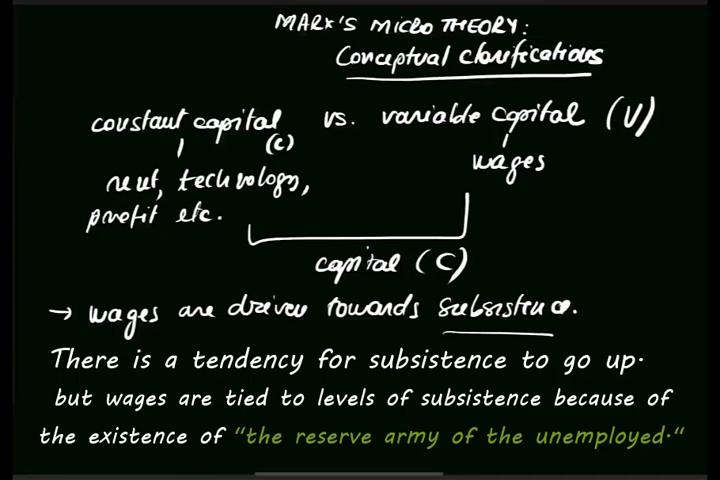 MARX'S MICRO THEORY:
Conceptual clarifications
constant capital vs. variable capital (V)
(c)
wages
rent, technology,
profit etc.
capital (C)
→ wages are driven towards subsistence.
There is a tendency for subsistence to go up.
but wages are tied to levels of subsistence because of
the existence of "the reserve army of the unemployed."